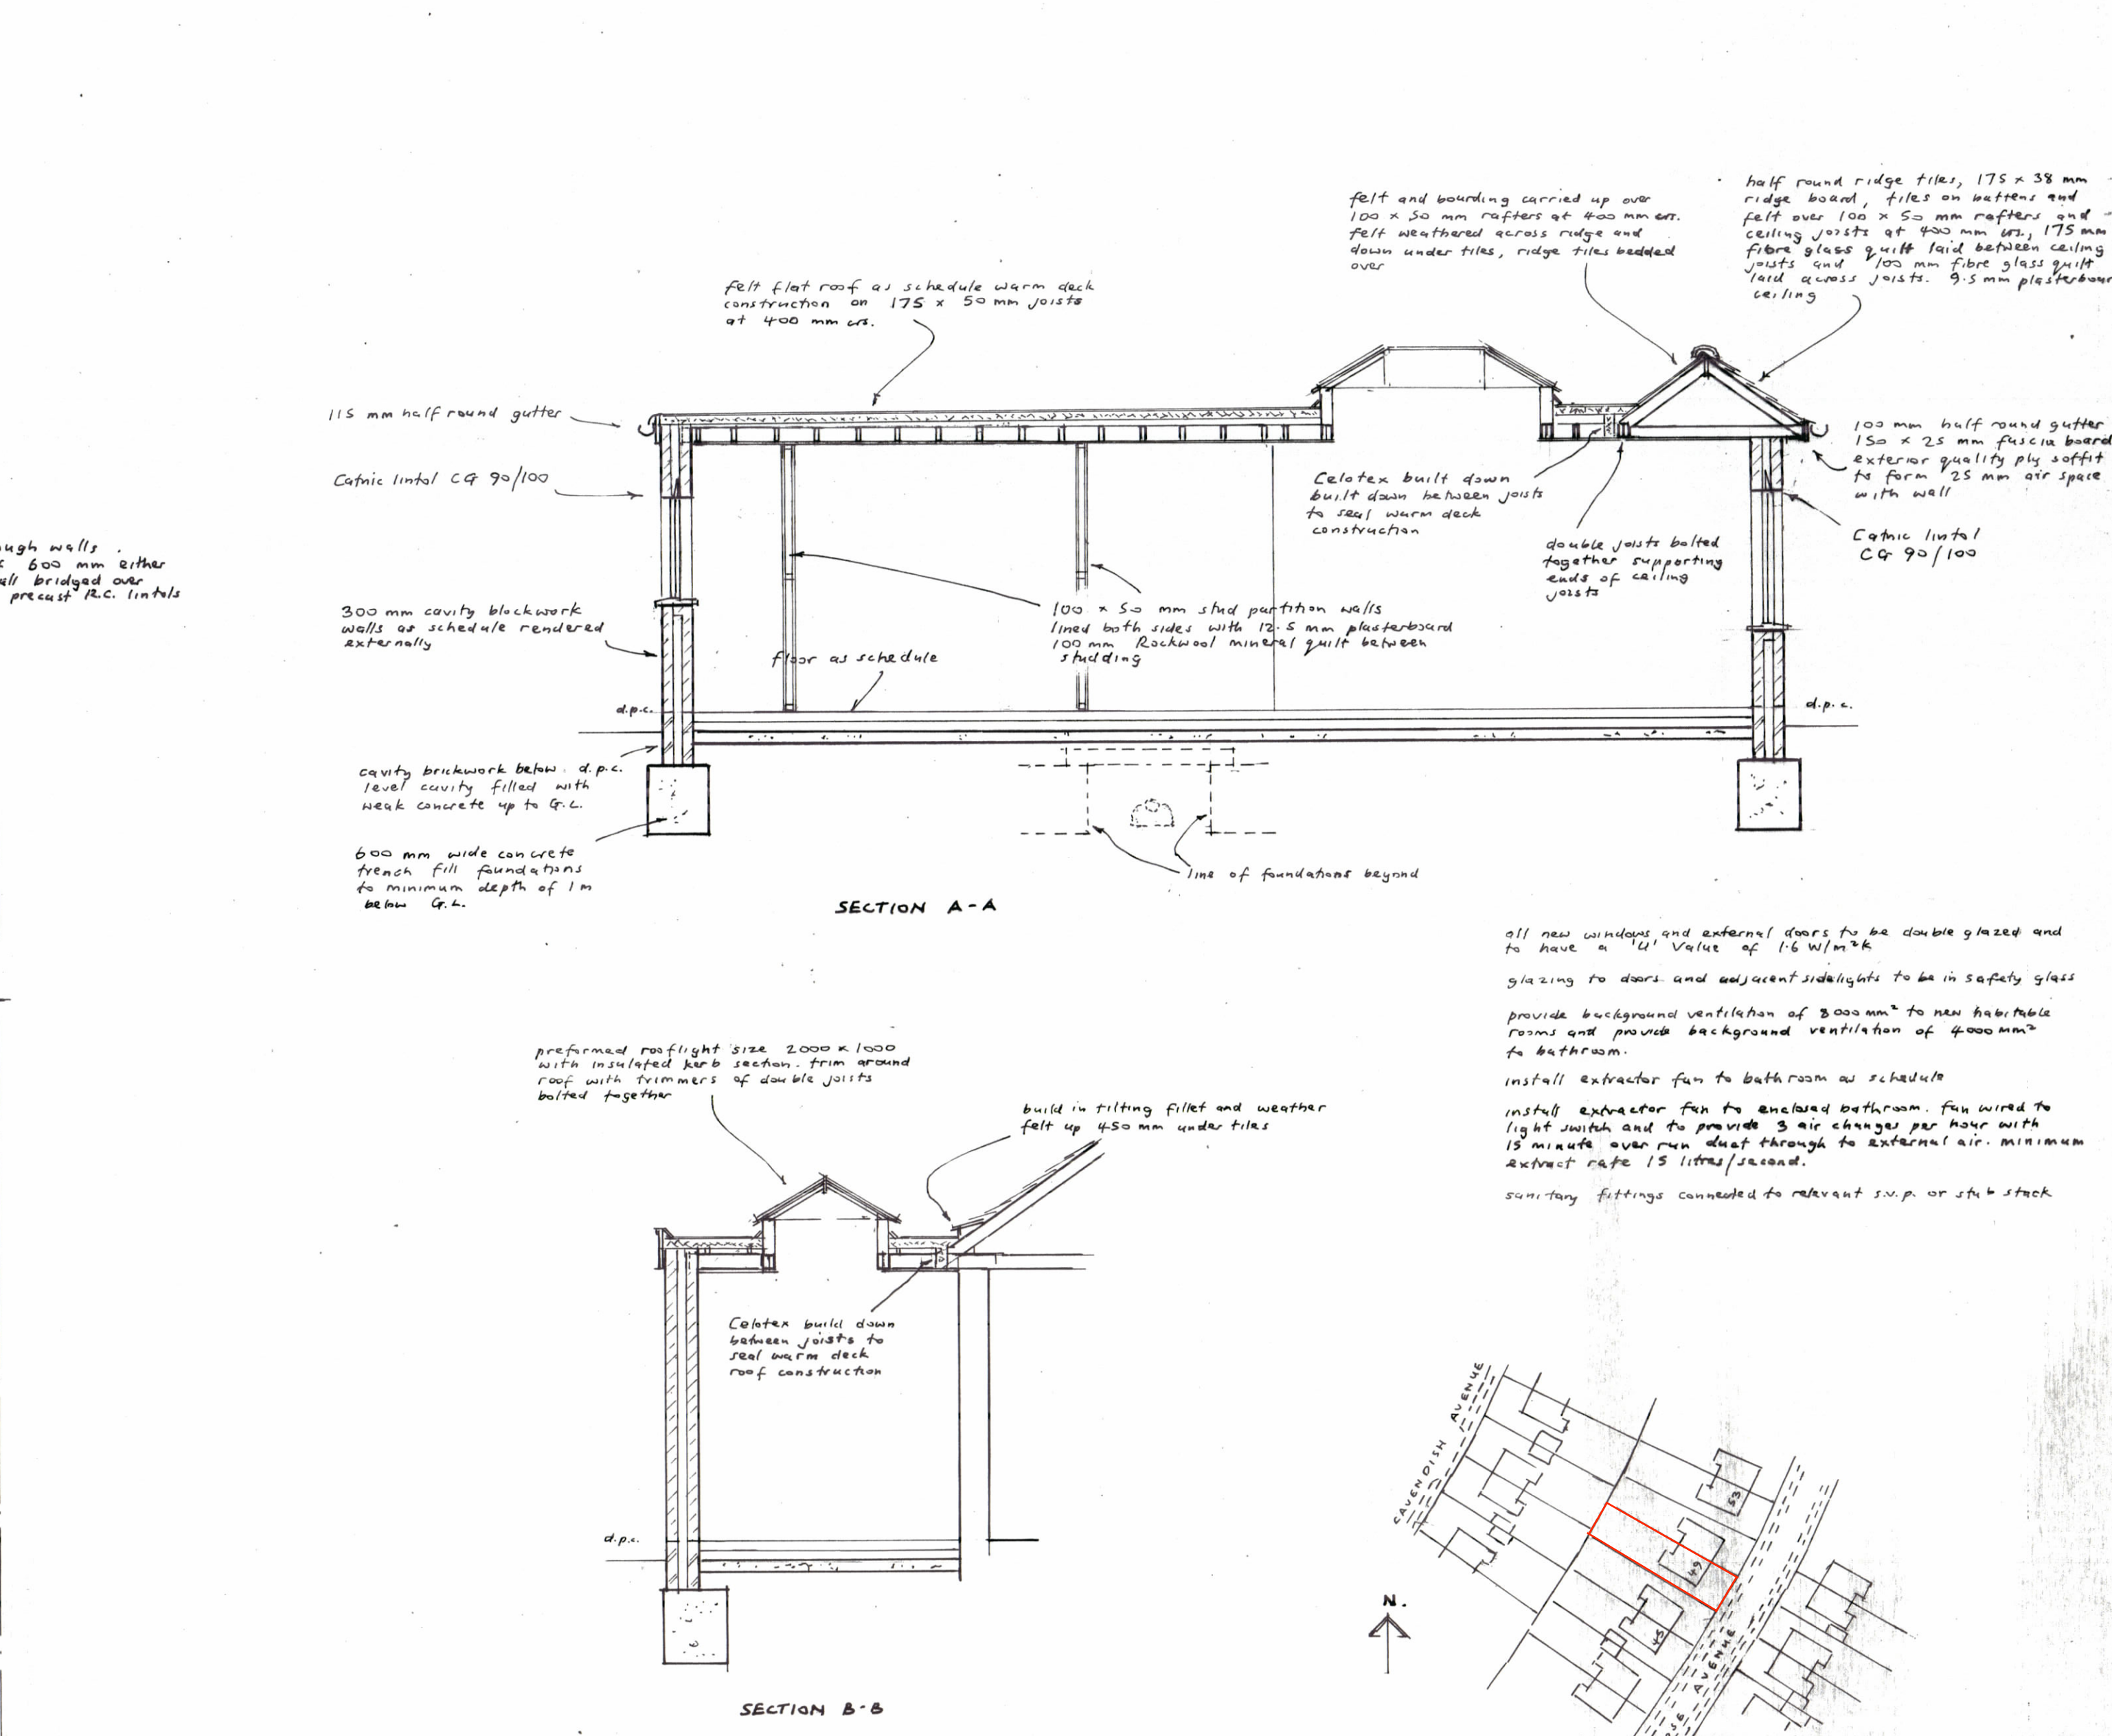 half round ridge tiles, 175 x 38 mm
ridge board, tiles on battens and
felt over 100 x 50 mm rafters and
ceiling joists at 400 mm crs., 175 mm
fibre glass quilt laid between ceiling
joists and 100 mm fibre glass quilt
laid across joists. 9.5 mm plasterboar
ceiling
felt and boarding carried up over
100 x 50 mm rafters at 400 mm crs.
felt weathered across ridge and
down under tiles, ridge tiles bedded
over
felt flat roof as schedule warm deck
construction on 175 x 50 mm joists
at 400 mm crs.
115 mm half round gutter
Catnic lintol CG 90/100
100 mm half round gutter
150 x 25 mm fascia board
exterior quality ply soffit
to form 25 mm air space
with wall
Celotex built down
built down between joists
to seal warm deck
construction
double joists bolted
together supporting
ends of ceiling
joists
Catnic lintol
CG 90/100
ugh walls
600 mm either
all bridged over
precast R.C. lintols
300 mm cavity blockwork
walls as schedule rendered
externally
100 x 50 mm stud partition walls
lined both sides with 12.5 mm plasterboard
100 mm Rockwool mineral quilt between
studding
floor as schedule
d.p.c.
d.p.c.
cavity brickwork below d.p.c.
level cavity filled with
weak concrete up to G.L.
600 mm wide concrete
trench fill foundations
to minimum depth of 1m
below G.L.
line of foundations beyond
SECTION A-A
all new windows and external doors to be double glazed and
to have a 'U' Value of 1.6 W/m²K
glazing to doors and adjacent sidelights to be in safety glass
provide background ventilation of 8000 mm² to new habitable
rooms and provide background ventilation of 4000 mm²
to bathroom.
install extractor fan to bathroom as schedule
install extractor fan to enclosed bathroom. fan wired to
light switch and to provide 3 air changes per hour with
15 minute over run duct through to external air. minimum
extract rate 15 litres/second.
sanitary fittings connected to relevant s.v.p. or stub stack
preformed rooflight size 2000 x 1000
with insulated kerb section. trim around
roof with trimmers of double joists
bolted together
build in tilting fillet and weather
felt up 450 mm under tiles
Celotex build down
between joists to
seal warm deck
roof construction
d.p.c.
SECTION B-B
CAVENDISH AVENUE
53
49
45
N.
SE AVENUE